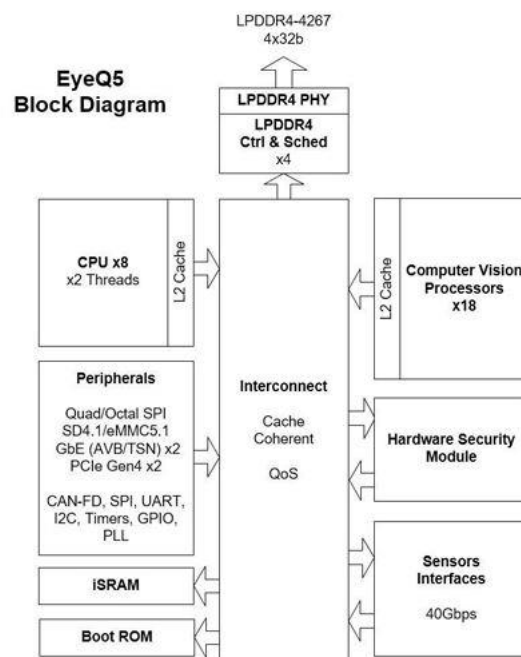 LPDDR4-4267
4x32b
EyeQ5
Block Diagram
LPDDR4 PHY
LPDDR4
Ctrl & Sched
x4
CPU x8
x2 Threads
L2 Cache
L2 Cache
Computer Vision
Processors
x18
Peripherals
Quad/Octal SPI
SD4.1/eMMC5.1
GbE (AVB/TSN) x2
PCIe Gen4 x2
CAN-FD, SPI, UART,
I2C, Timers, GPIO,
PLL
Interconnect
Cache
Coherent
QoS
Hardware Security
Module
Sensors
Interfaces
40Gbps
iSRAM
Boot ROM